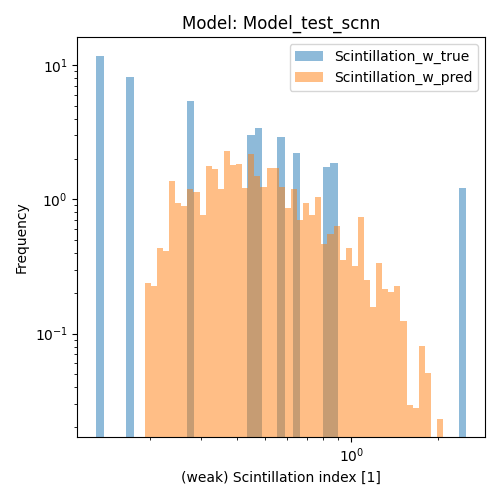 Model: Model_test_scnn
Scintillation_w_true
Scintillation_w_pred
Frequency
10¹
10⁰
10⁻¹
10⁰
(weak) Scintillation index [1]